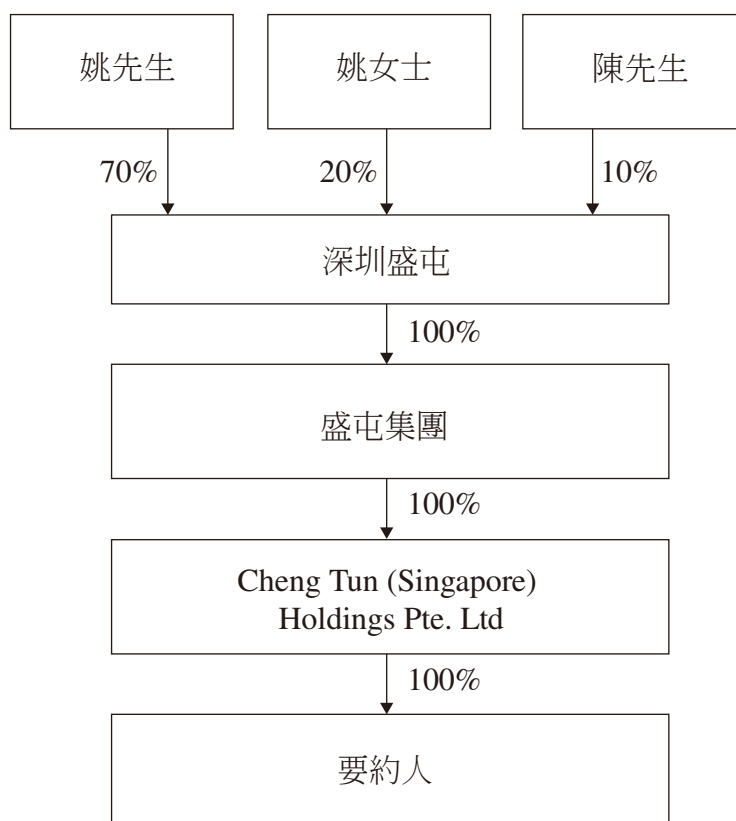 姚先生
姚女士
陳先生
70%
20%
10%
深圳盛屯
100%
盛屯集團
100%
Cheng Tun (Singapore)
Holdings Pte. Ltd
100%
要約人